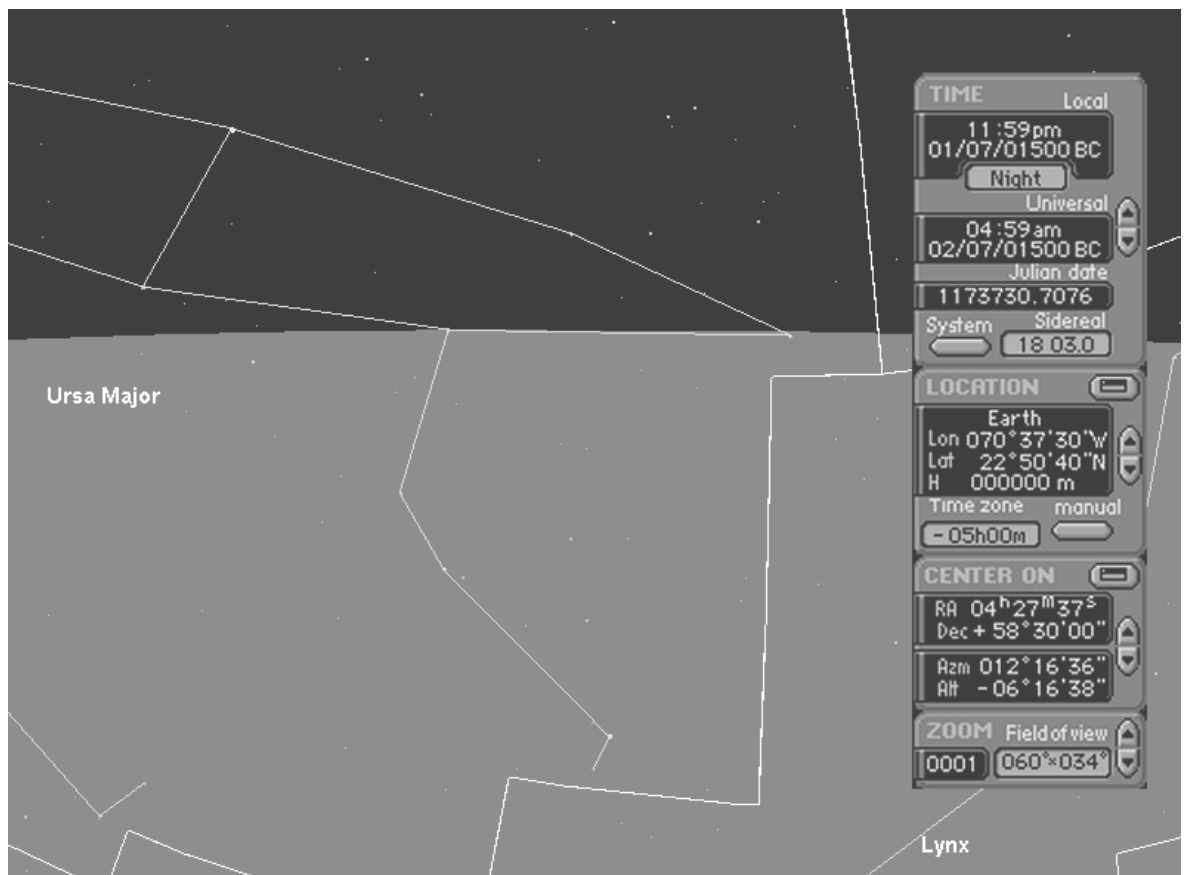 TIME
Local
11:59pm
01/07/01500 BC
Night
Universal
04:59am
02/07/01500 BC
Julian date
1173730.7076
System Sidereal
18 03.0
Ursa Major
LOCATION
Earth
Lon 070°37'30"W
Lat 22°50'40"N
H 000000 m
Time zone manual
-05h00m
CENTER ON
RA 04h27m37s
Dec +58°30'00"
Azm 012°16'36"
Alt -06°16'38"
ZOOM Field of view
0001 060°×034°
Lynx